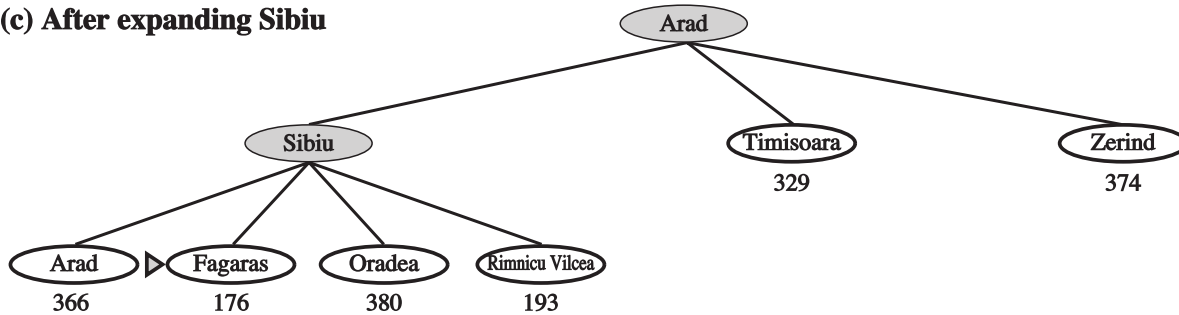 (c) After expanding Sibiu
Arad
Sibiu
Timisoara
Zerind
329
374
Arad
Fagaras
Oradea
Rimnicu Vilcea
366
176
380
193